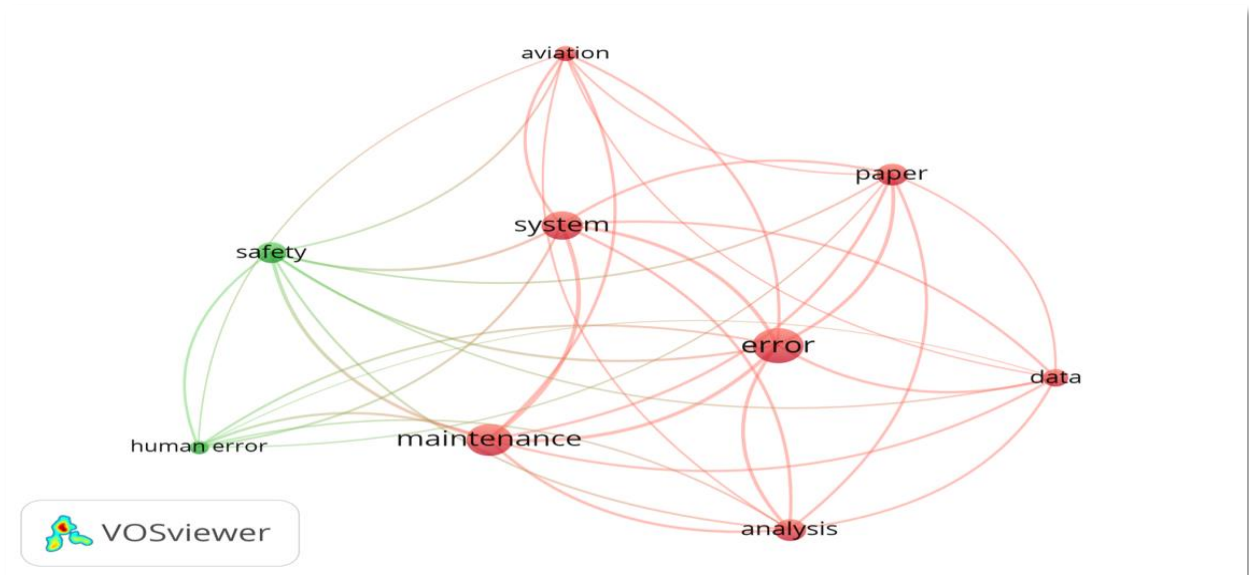 aviation
paper
system
safety
error
data
maintenance
human error
analysis
VOSviewer